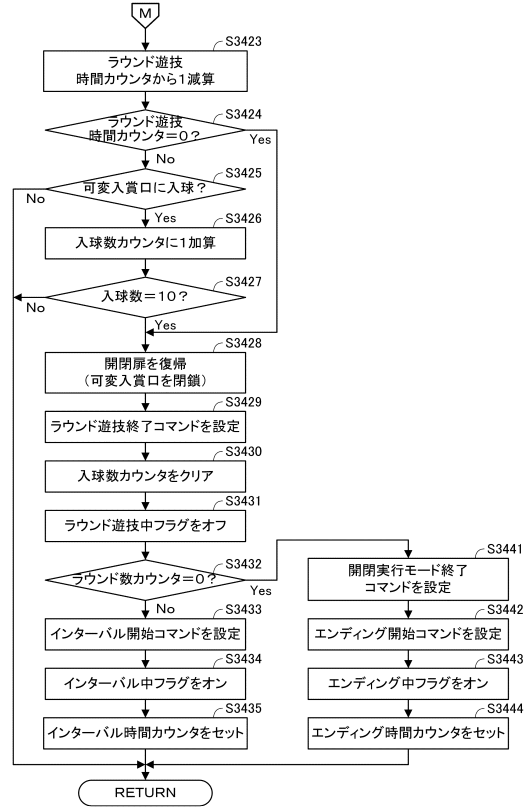 M
S3423
ラウンド遊技
時間カウンタから1減算
S3424
ラウンド遊技
時間カウンタ=0?
Yes
No
S3425
可変入賞口に入球?
No
Yes
S3426
入球数カウンタに1加算
S3427
入球数=10?
No
Yes
S3428
開閉扉を復帰
(可変入賞口を閉鎖)
S3429
ラウンド遊技終了コマンドを設定
S3430
入球数カウンタをクリア
S3431
ラウンド遊技中フラグをオフ
S3432
ラウンド数カウンタ=0?
Yes
No
S3433
インターバル開始コマンドを設定
S3434
インターバル中フラグをオン
S3435
インターバル時間カウンタをセット
S3441
開閉実行モード終了
コマンドを設定
S3442
エンディング開始コマンドを設定
S3443
エンディング中フラグをオン
S3444
エンディング時間カウンタをセット
RETURN